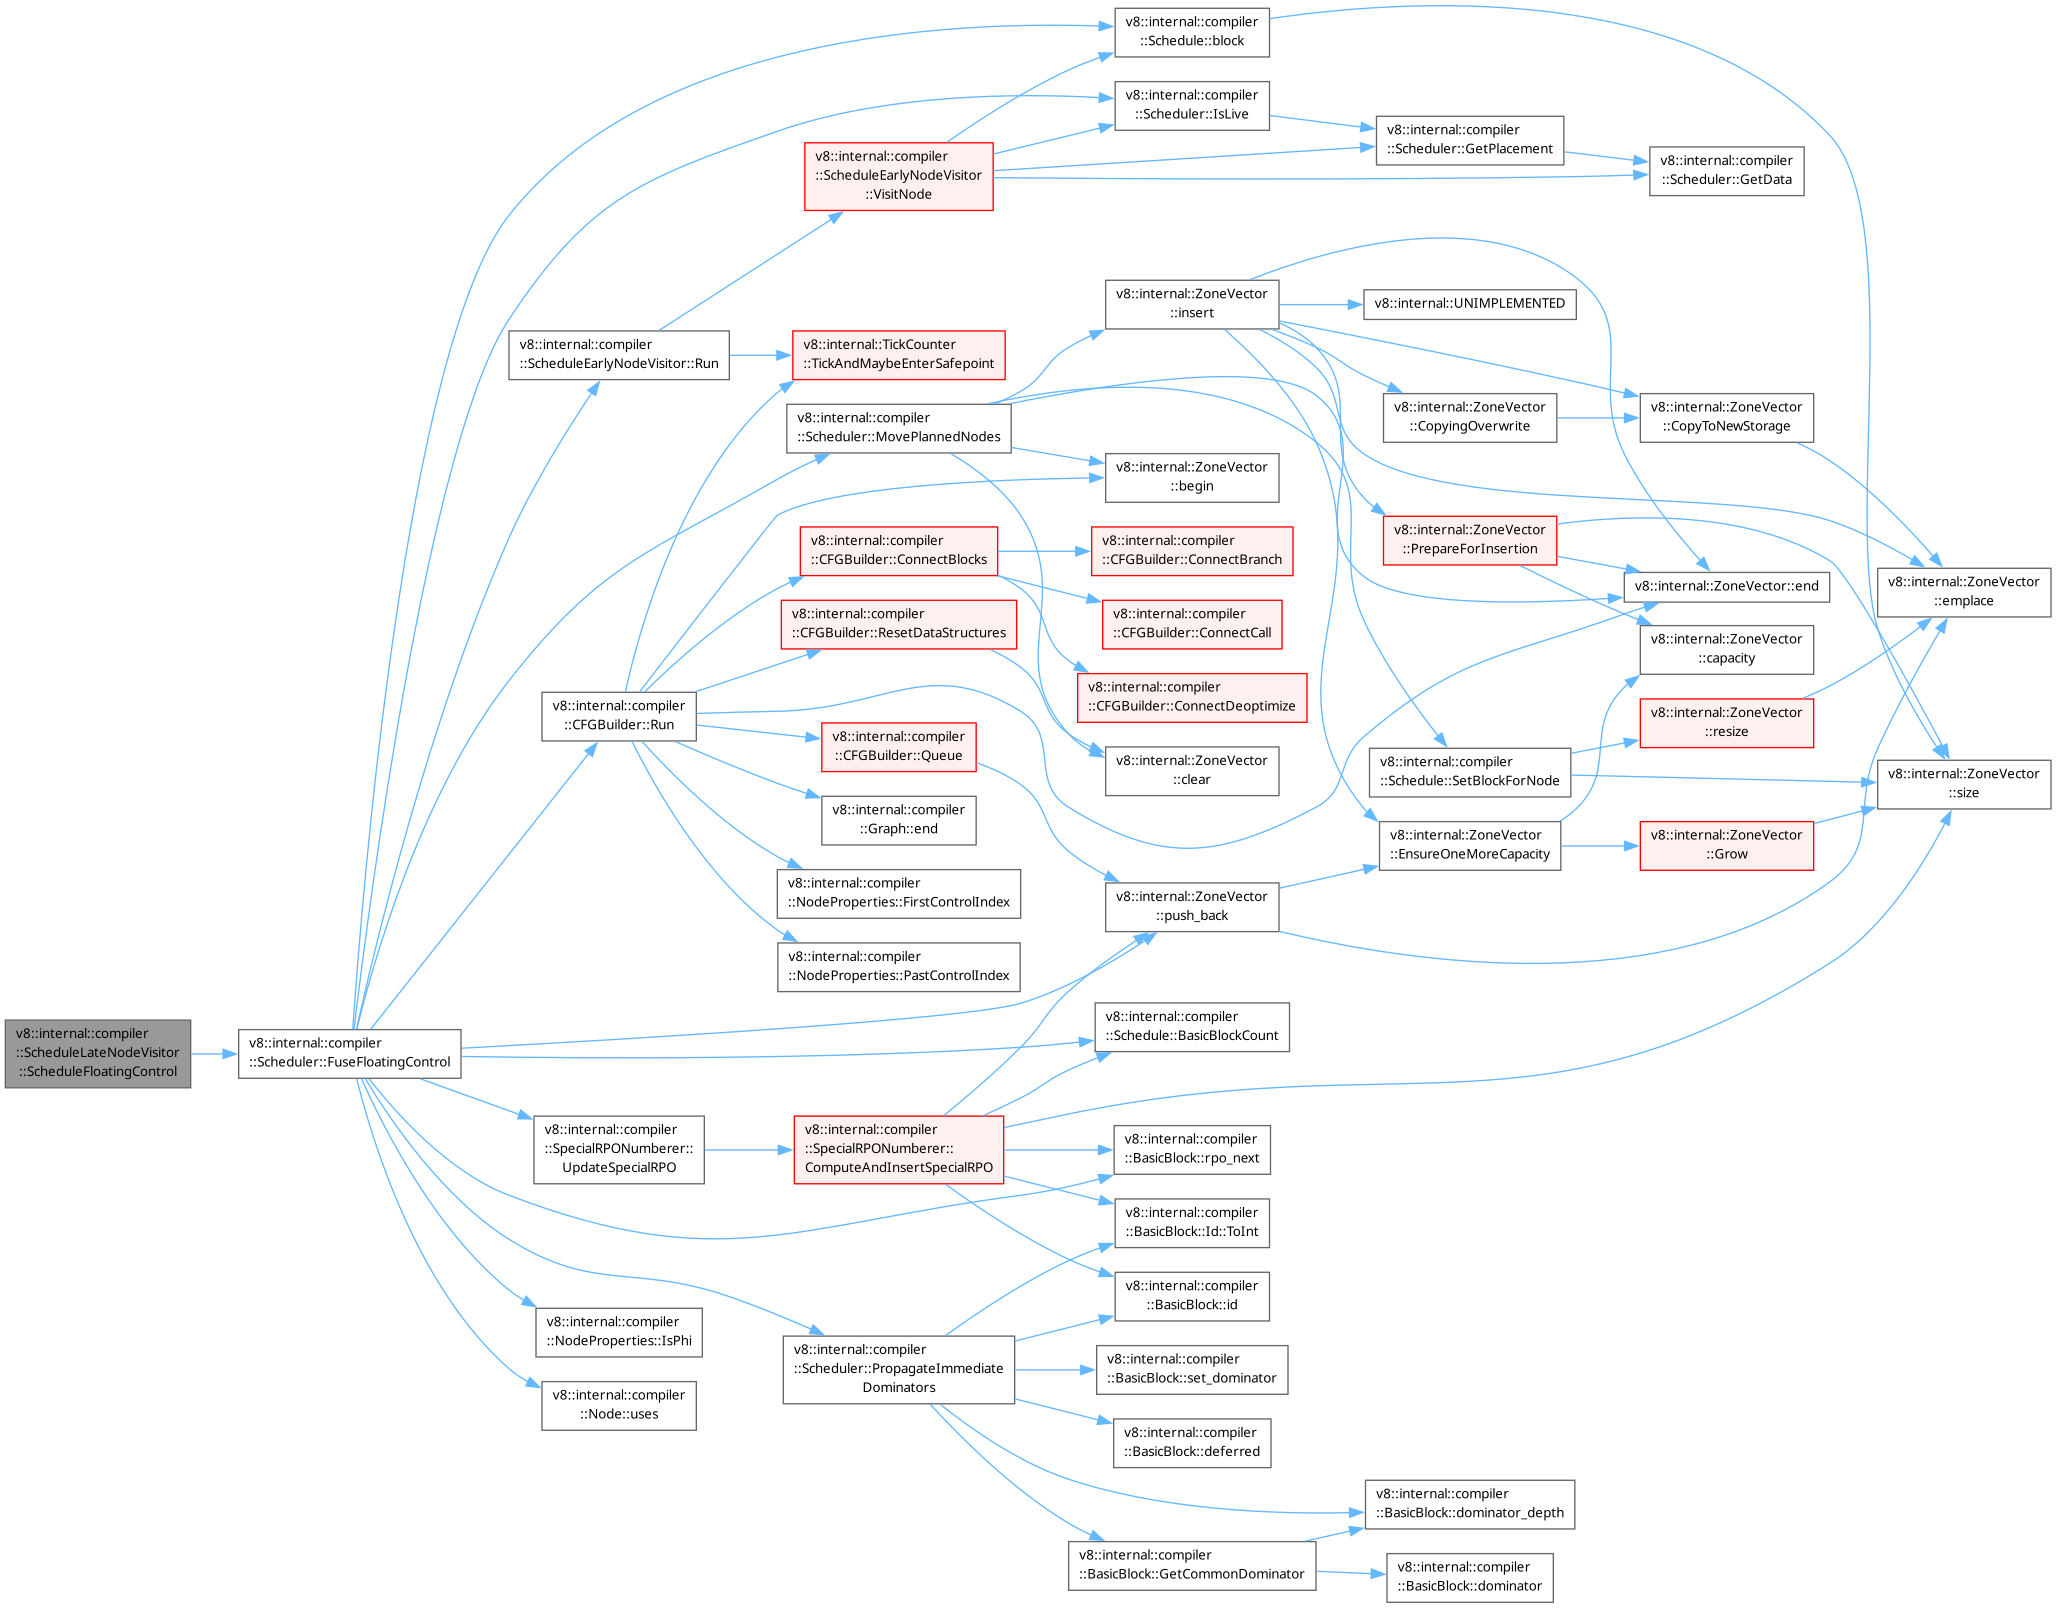 v8::internal::compiler
::Schedule::block
v8::internal::compiler
::Scheduler::IsLive
v8::internal::compiler
::Scheduler::GetPlacement
v8::internal::compiler
::ScheduleEarlyNodeVisitor
::VisitNode
v8::internal::compiler
::Scheduler::GetData
v8::internal::ZoneVector
::insert
v8::internal::UNIMPLEMENTED
v8::internal::compiler
::ScheduleEarlyNodeVisitor::Run
v8::internal::TickCounter
::TickAndMaybeEnterSafepoint
v8::internal::ZoneVector
::CopyingOverwrite
v8::internal::ZoneVector
::CopyToNewStorage
v8::internal::compiler
::Scheduler::MovePlannedNodes
v8::internal::ZoneVector
::begin
v8::internal::ZoneVector
::PrepareForInsertion
v8::internal::compiler
::CFGBuilder::ConnectBlocks
v8::internal::compiler
::CFGBuilder::ConnectBranch
v8::internal::ZoneVector::end
v8::internal::ZoneVector
::emplace
v8::internal::compiler
::CFGBuilder::ResetDataStructures
v8::internal::compiler
::CFGBuilder::ConnectCall
v8::internal::ZoneVector
::capacity
v8::internal::compiler
::CFGBuilder::ConnectDeoptimize
v8::internal::compiler
::CFGBuilder::Run
v8::internal::ZoneVector
::resize
v8::internal::compiler
::CFGBuilder::Queue
v8::internal::ZoneVector
::clear
v8::internal::compiler
::Schedule::SetBlockForNode
v8::internal::ZoneVector
::size
v8::internal::compiler
::Graph::end
v8::internal::ZoneVector
::EnsureOneMoreCapacity
v8::internal::ZoneVector
::Grow
v8::internal::compiler
::NodeProperties::FirstControlIndex
v8::internal::ZoneVector
::push_back
v8::internal::compiler
::NodeProperties::PastControlIndex
v8::internal::compiler
::ScheduleLateNodeVisitor
::ScheduleFloatingControl
v8::internal::compiler
::Scheduler::FuseFloatingControl
v8::internal::compiler
::Schedule::BasicBlockCount
v8::internal::compiler
::SpecialRPONumberer::
UpdateSpecialRPO
v8::internal::compiler
::SpecialRPONumberer::
ComputeAndInsertSpecialRPO
v8::internal::compiler
::BasicBlock::rpo_next
v8::internal::compiler
::BasicBlock::Id::ToInt
v8::internal::compiler
::BasicBlock::id
v8::internal::compiler
::NodeProperties::IsPhi
v8::internal::compiler
::Scheduler::PropagateImmediate
Dominators
v8::internal::compiler
::BasicBlock::set_dominator
v8::internal::compiler
::Node::uses
v8::internal::compiler
::BasicBlock::deferred
v8::internal::compiler
::BasicBlock::dominator_depth
v8::internal::compiler
::BasicBlock::GetCommonDominator
v8::internal::compiler
::BasicBlock::dominator